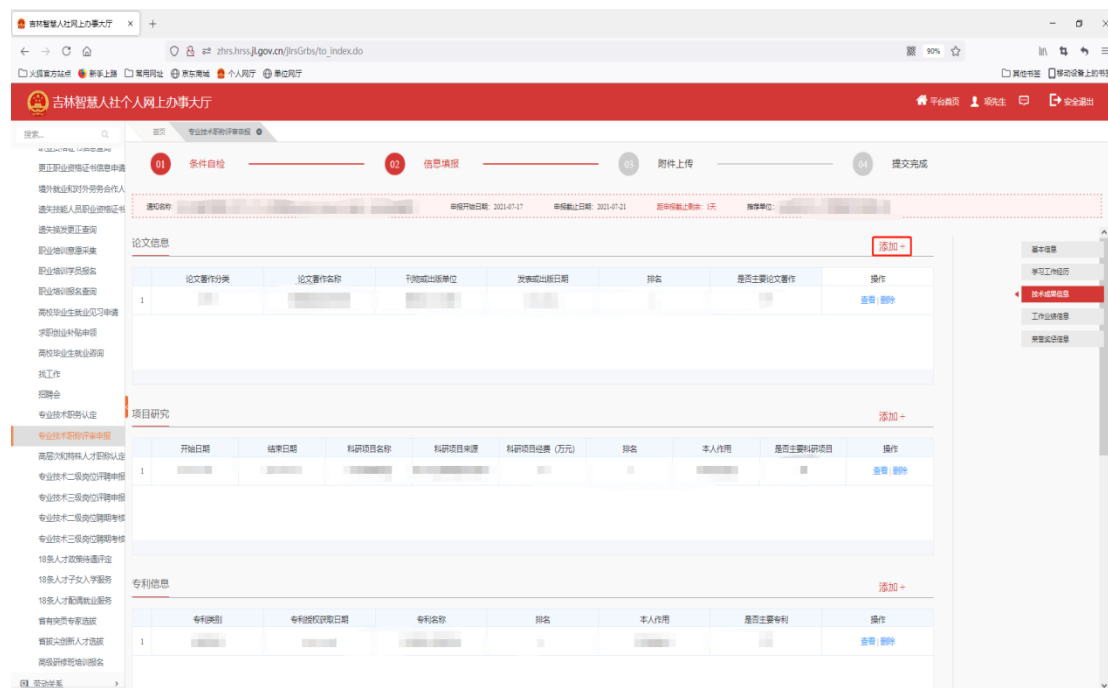 吉林智慧人社网上办事大厅 × +
zhrs.hrss.jl.gov.cn/jlrsGrbs/to_index.do 90%
火狐官方站点 新手上路 常用网址 京东商城 个人网厅 单位网厅 其他书签 移动设备上的书签
吉林智慧人社个人网上办事大厅 平台首页 项先生 安全退出
搜索... 首页 专业技术职称评审申报
01 条件自检 02 信息填报 03 附件上传 04 提交完成
通知名称: 申报开始日期: 2021-07-17 申报截止日期: 2021-07-21 距申报截止剩余: 1天 推荐单位:
更正职业资格证书信息申请
境外就业和对外劳务合作人
遗失技能人员职业资格证书
遗失换发更正查询
职业培训意愿采集
职业培训学员报名
职业培训报名查询
高校毕业生就业见习申请
求职创业补贴申领
高校毕业生就业咨询
找工作
招聘会
专业技术职务认定
专业技术职称评审申报
高层次和特殊人才职称认定
专业技术二级岗位评聘申报
专业技术三级岗位评聘申报
专业技术二级岗位聘期考核
专业技术三级岗位聘期考核
18条人才政策待遇评定
18条人才子女入学服务
18条人才配偶就业服务
省有突贡专家选拔
省拔尖创新人才选拔
高级研修班培训报名
劳动关系 >
论文信息 添加 +
论文著作分类 论文著作名称 刊物或出版单位 发表或出版日期 排名 是否主要论文著作 操作
1 查看 | 删除
项目研究 添加 +
开始日期 结束日期 科研项目名称 科研项目来源 科研项目经费 (万元) 排名 本人作用 是否主要科研项目 操作
1 查看 | 删除
专利信息 添加 +
专利类别 专利授权获取日期 专利名称 排名 本人作用 是否主要专利 操作
1 查看 | 删除
基本信息
学习工作经历
技术成果信息
工作业绩信息
荣誉奖惩信息